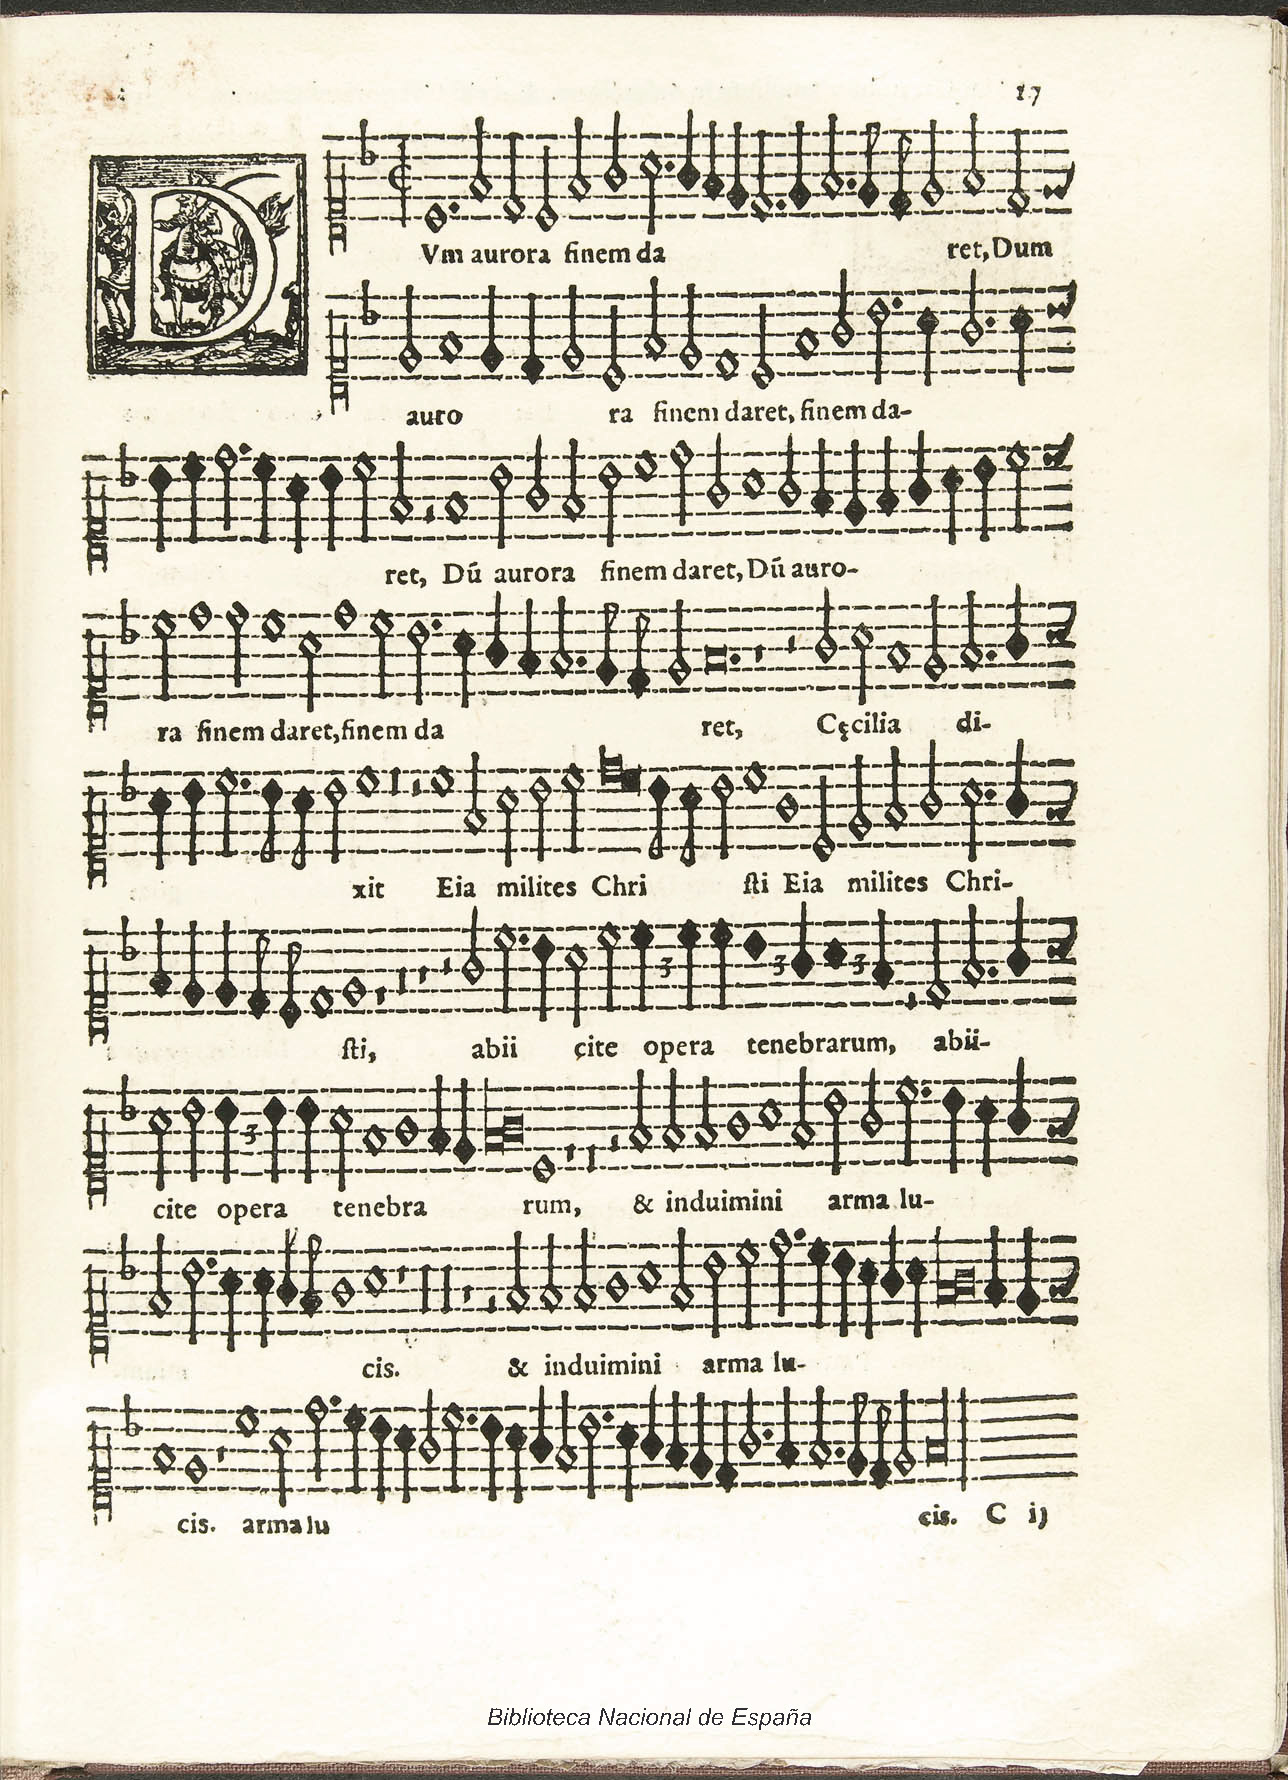 17
DVm aurora finem da ret, Dum
auro ra finem daret, finem da-
ret, Dū aurora finem daret, Dū auro-
ra finem daret, finem da ret, Cęcilia di-
xit Eia milites Chri sti Eia milites Chri-
sti, abii cite opera tenebrarum, abii-
cite opera tenebra rum, & induimini arma lu-
cis. & induimini arma lu-
cis. arma lu cis. C ij
Biblioteca Nacional de España